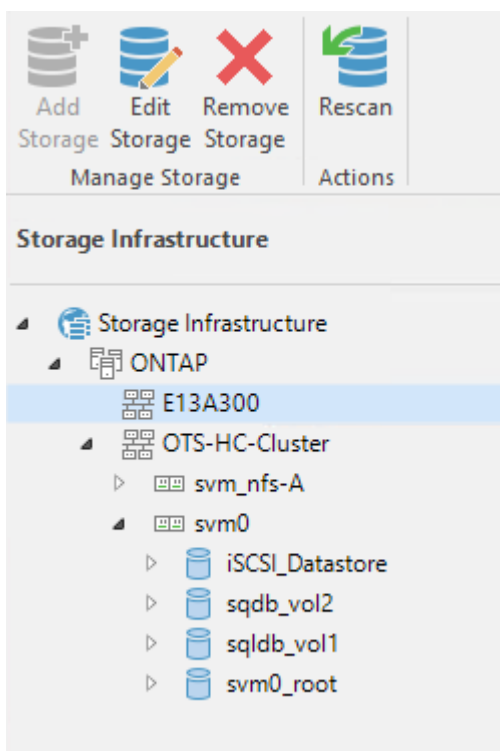 Add Edit Remove Rescan
Storage Storage Storage
Manage Storage Actions
Storage Infrastructure
Storage Infrastructure
ONTAP
E13A300
OTS-HC-Cluster
svm_nfs-A
svm0
iSCSI_Datastore
sqdb_vol2
sqldb_vol1
svm0_root